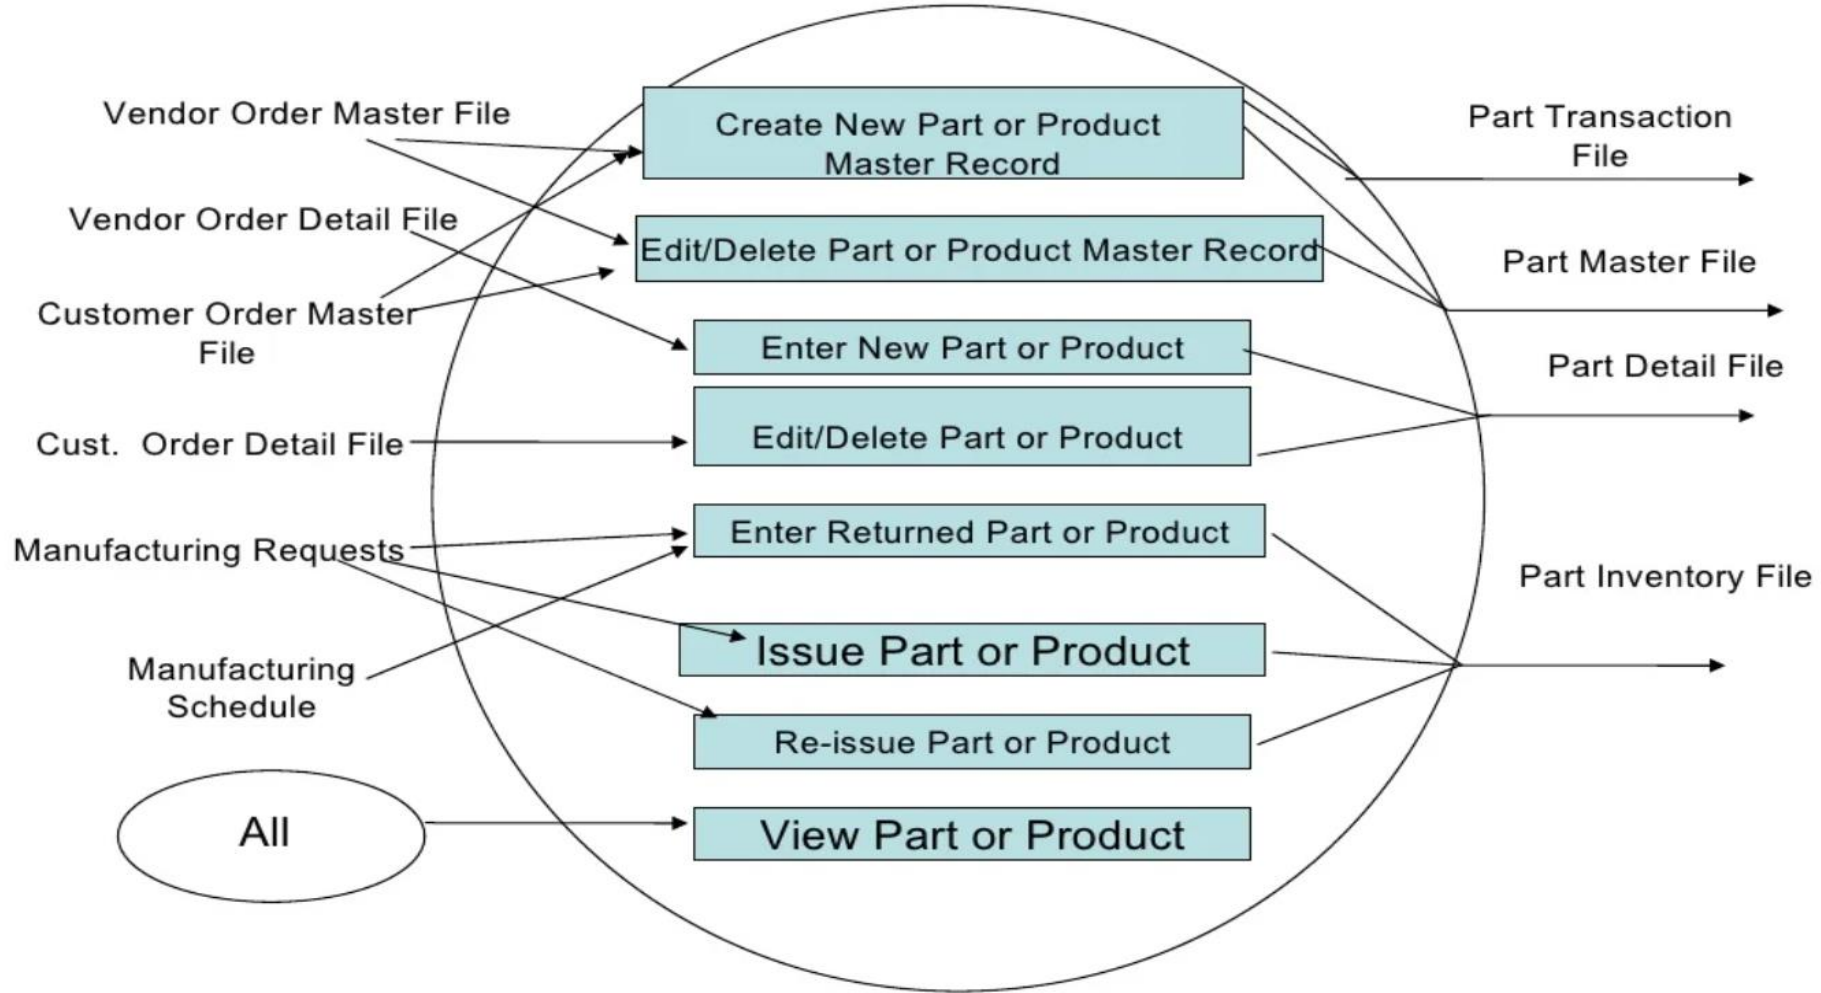 Vendor Order Master File
Vendor Order Detail File
Customer Order Master
File
Cust.  Order Detail File
Manufacturing Requests
Manufacturing
Schedule
All
Create New Part or Product
Master Record
Edit/Delete Part or Product Master Record
Enter New Part or Product
Edit/Delete Part or Product
Enter Returned Part or Product
Issue Part or Product
Re-issue Part or Product
View Part or Product
Part Transaction
File
Part Master File
Part Detail File
Part Inventory File